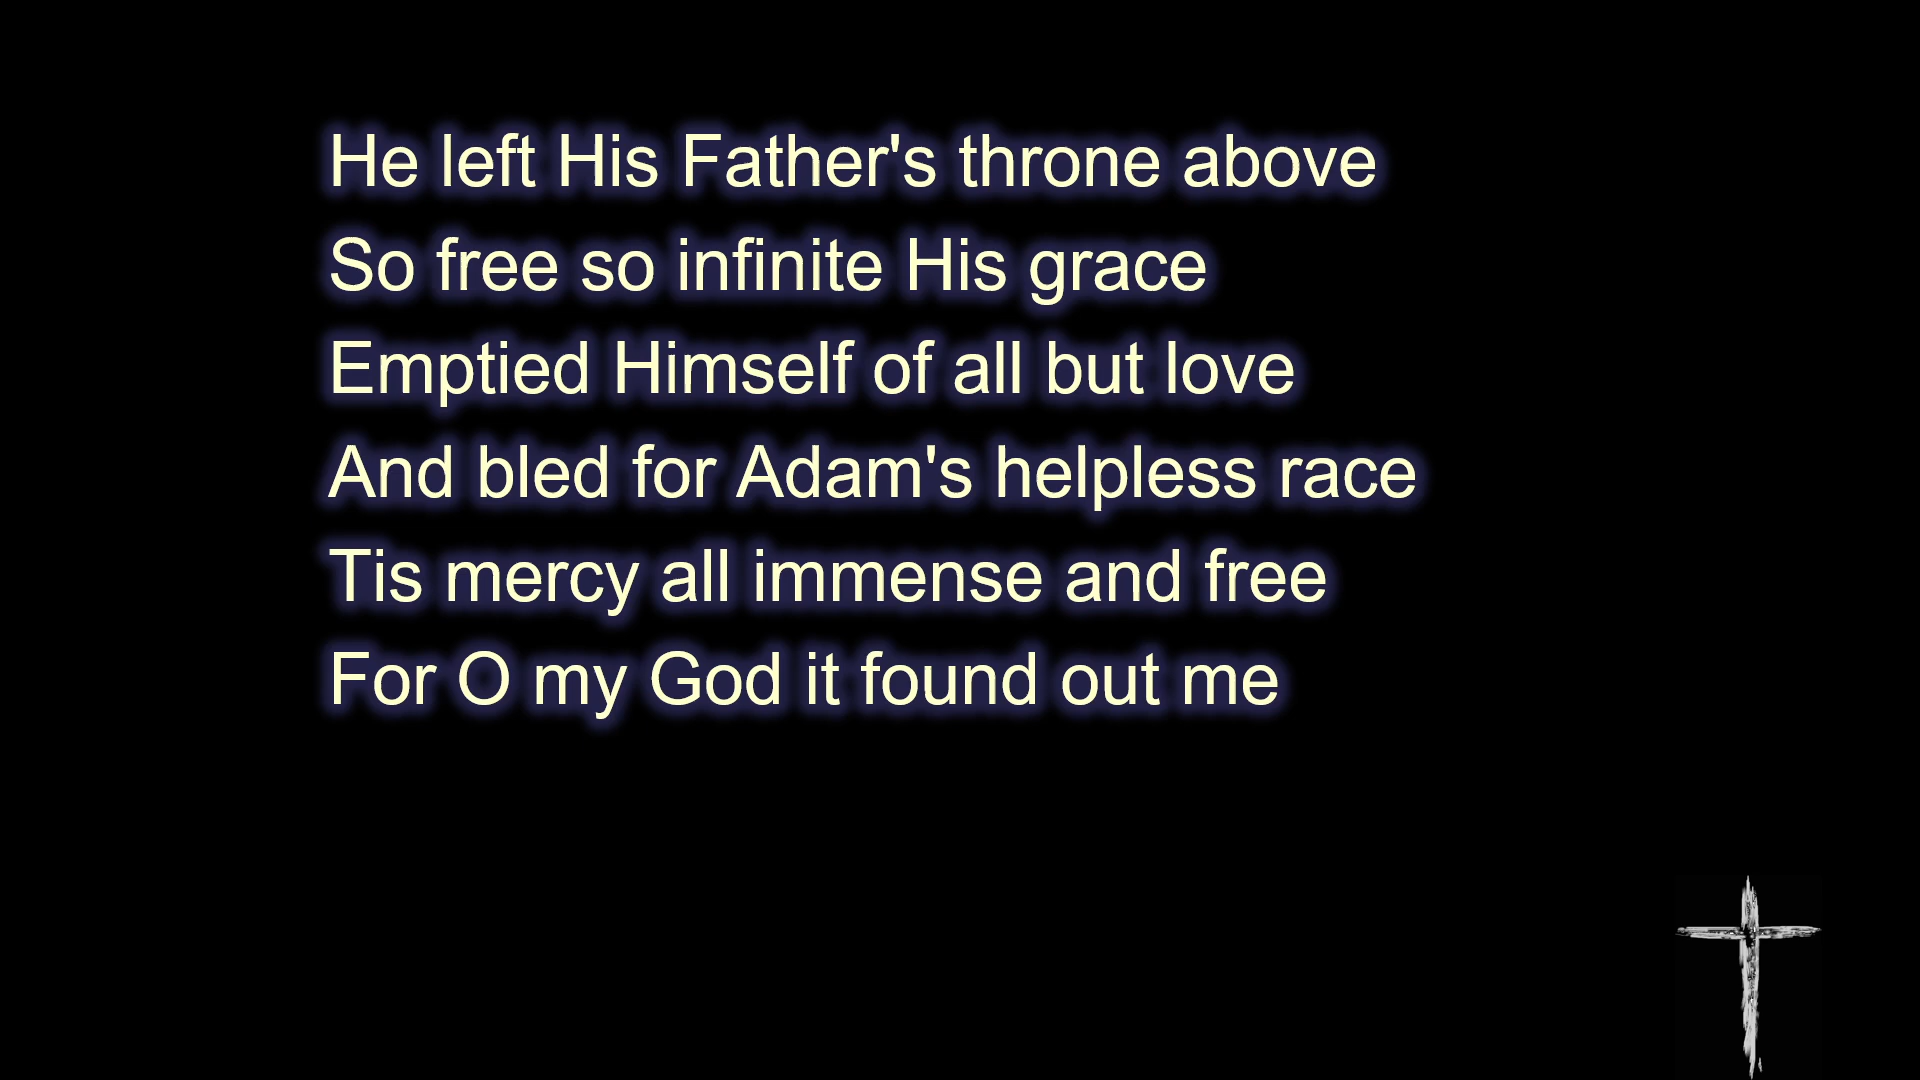 He left His Father's throne above
So free so infinite His grace
Emptied Himself of all but love
And bled for Adam's helpless race
Tis mercy all immense and free
For O my God it found out me